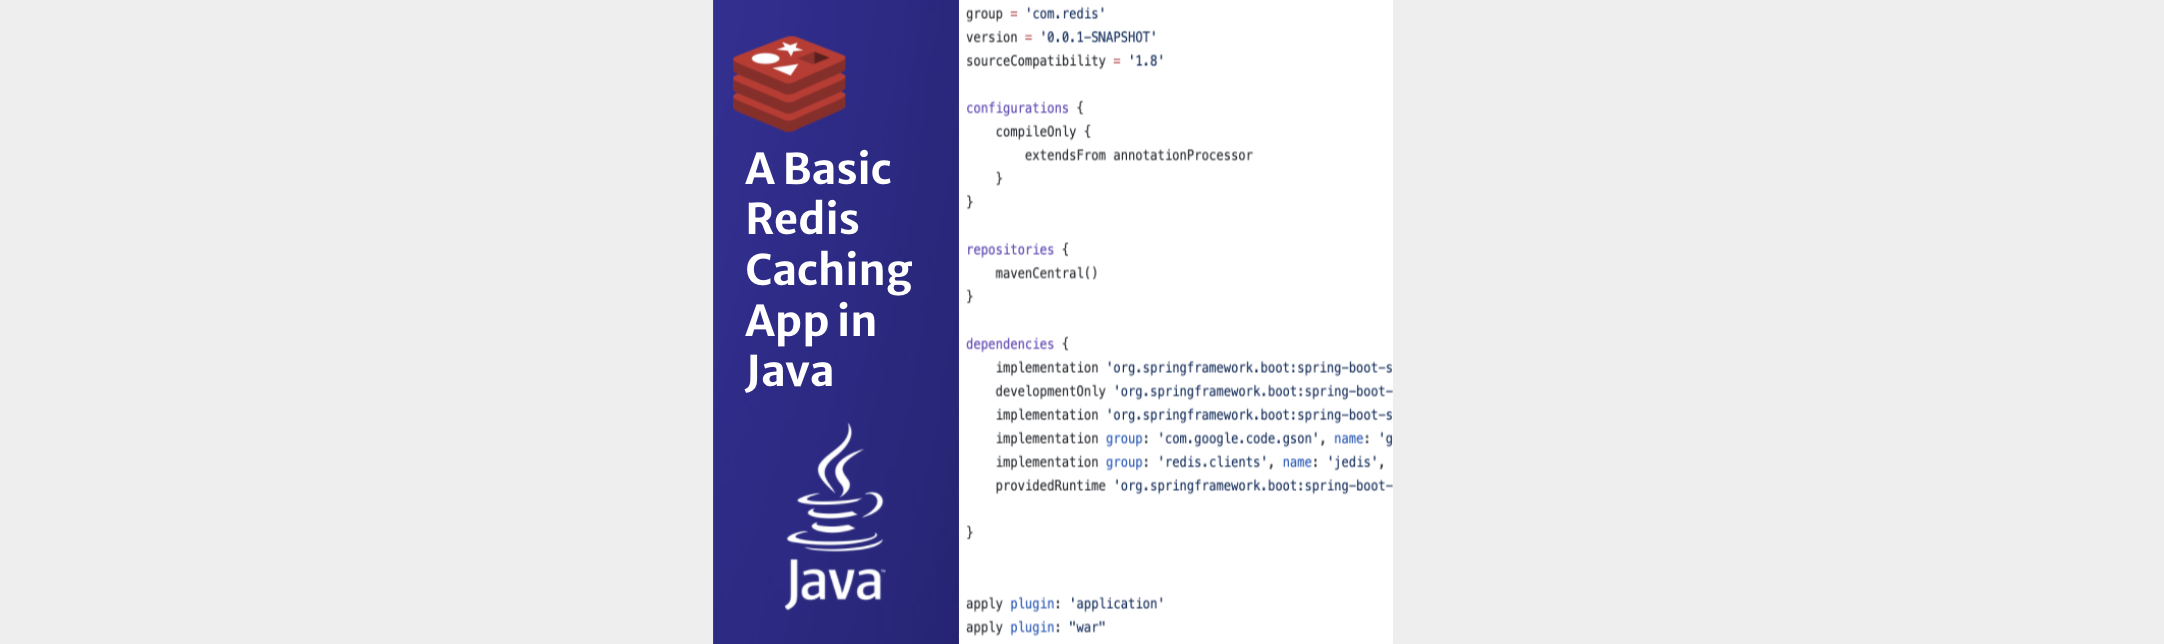 A Basic
Redis
Caching
App in
Java
Java™
group = 'com.redis'
version = '0.0.1-SNAPSHOT'
sourceCompatibility = '1.8'
configurations {
    compileOnly {
        extendsFrom annotationProcessor
    }
}
repositories {
    mavenCentral()
}
dependencies {
    implementation 'org.springframework.boot:spring-boot-s
    developmentOnly 'org.springframework.boot:spring-boot-
    implementation 'org.springframework.boot:spring-boot-s
    implementation group: 'com.google.code.gson', name: 'g
    implementation group: 'redis.clients', name: 'jedis',
    providedRuntime 'org.springframework.boot:spring-boot-
}
apply plugin: 'application'
apply plugin: "war"